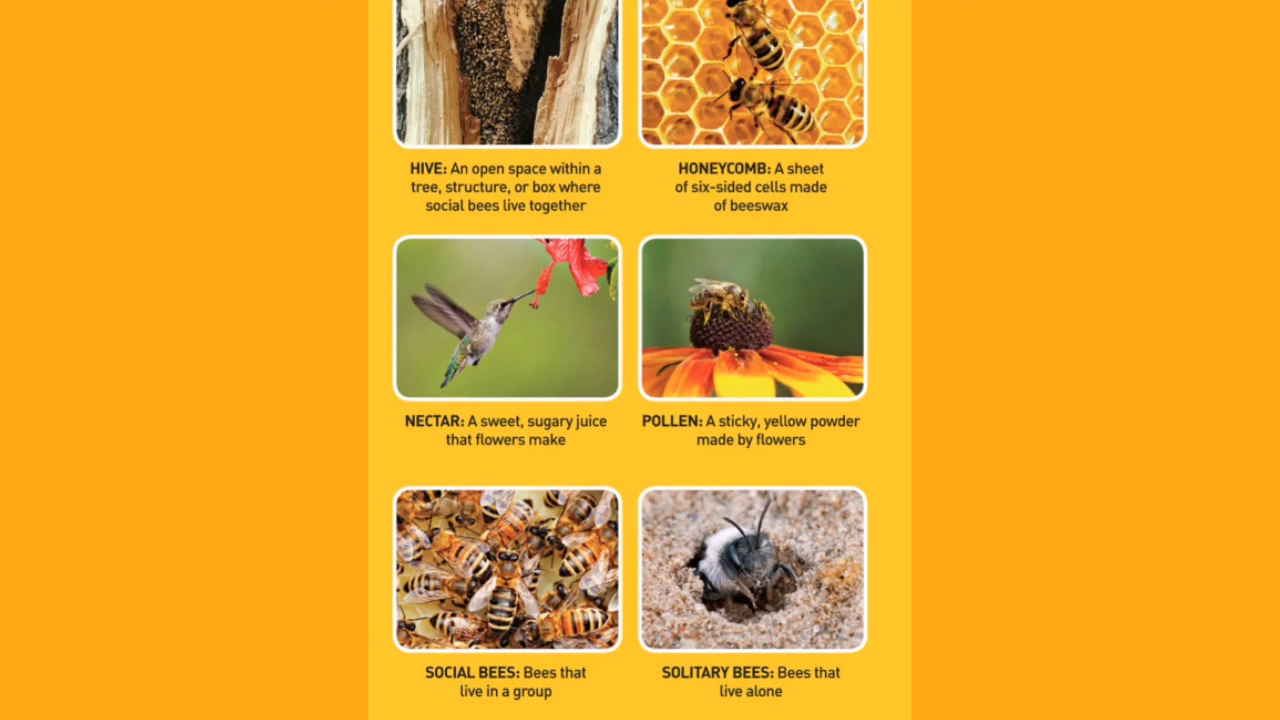 HIVE: An open space within a
tree, structure, or box where
social bees live together
HONEYCOMB: A sheet
of six-sided cells made
of beeswax
NECTAR: A sweet, sugary juice
that flowers make
POLLEN: A sticky, yellow powder
made by flowers
SOCIAL BEES: Bees that
live in a group
SOLITARY BEES: Bees that
live alone